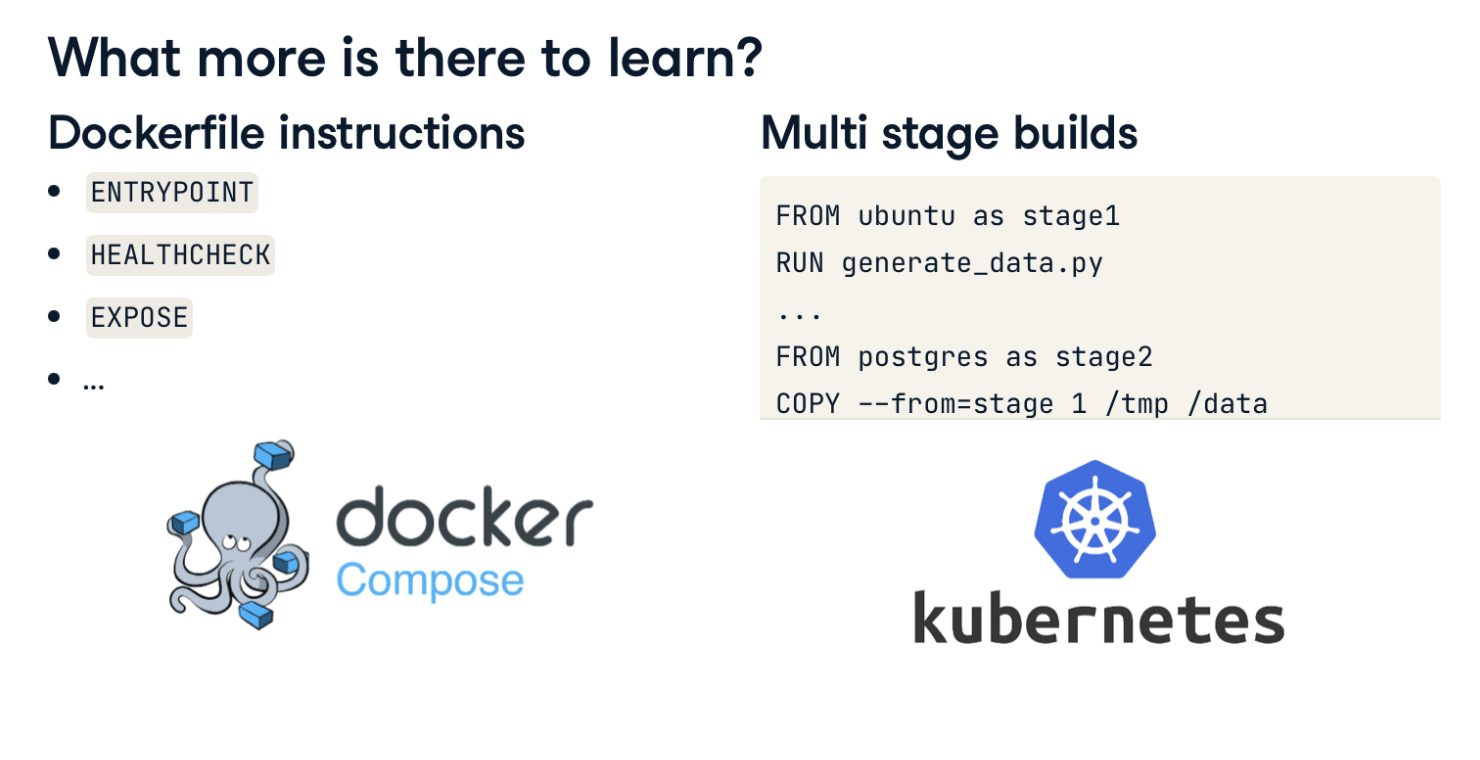 What more is there to learn?
Dockerfile instructions
• ENTRYPOINT
• HEALTHCHECK
• EXPOSE
• ...
Multi stage builds
FROM ubuntu as stage1
RUN generate_data.py
...
FROM postgres as stage2
COPY --from=stage 1 /tmp /data
docker
Compose
kubernetes